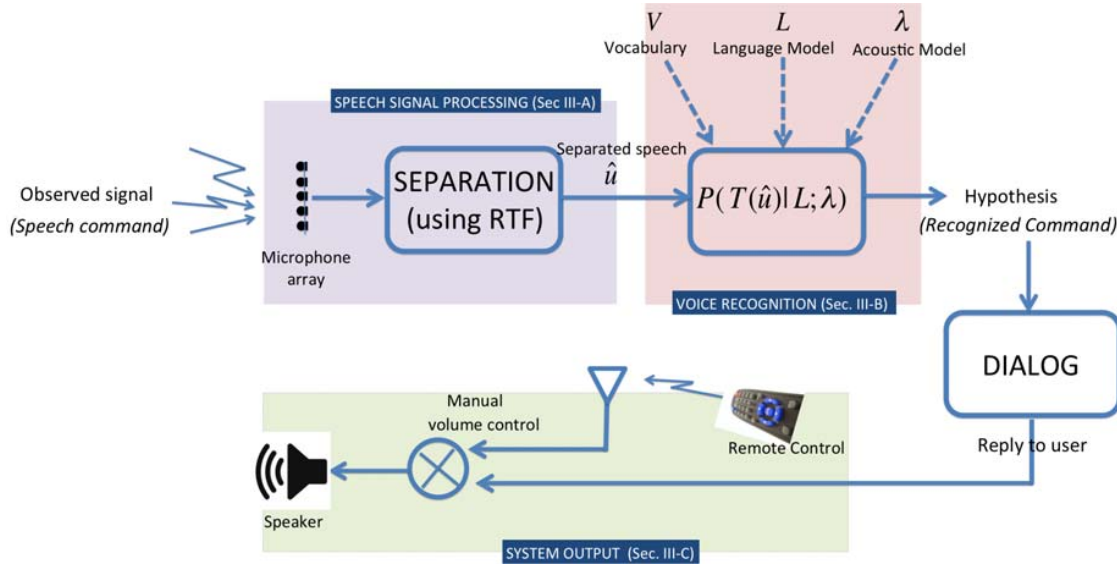 V
L
λ
Vocabulary
Language Model
Acoustic Model
SPEECH SIGNAL PROCESSING (Sec III-A)
Observed signal
(Speech command)
Microphone
array
SEPARATION
(using RTF)
Separated speech
û
P( T(û)| L; λ)
Hypothesis
(Recognized Command)
VOICE RECOGNITION (Sec. III-B)
DIALOG
Reply to user
Manual
volume control
Remote Control
Speaker
SYSTEM OUTPUT (Sec. III-C)